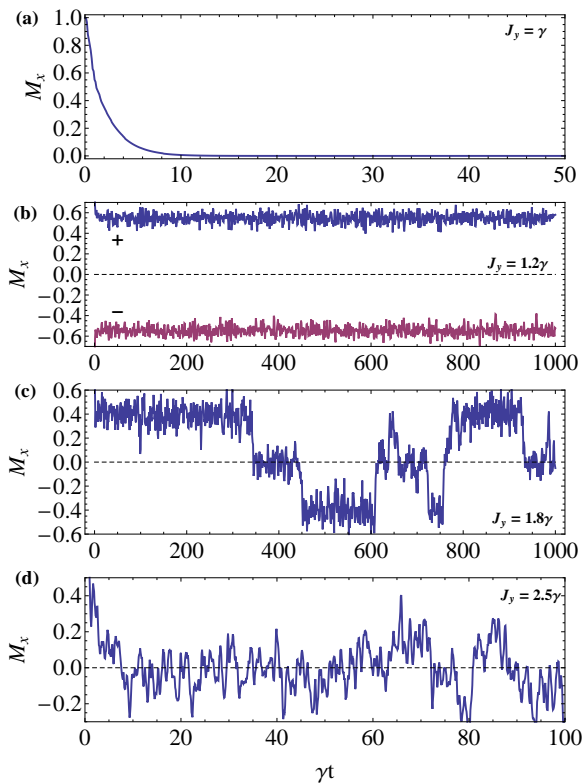 (a)
J_y = γ
M_x
1.0
0.8
0.6
0.4
0.2
0.0
0 10 20 30 40 50
(b)
+
J_y = 1.2γ
−
M_x
0.6
0.4
0.2
0.0
−0.2
−0.4
−0.6
0 200 400 600 800 1000
(c)
J_y = 1.8γ
M_x
0.6
0.4
0.2
0.0
−0.2
−0.4
−0.6
0 200 400 600 800 1000
(d)
J_y = 2.5γ
M_x
0.4
0.2
0.0
−0.2
0 20 40 60 80 100
γt